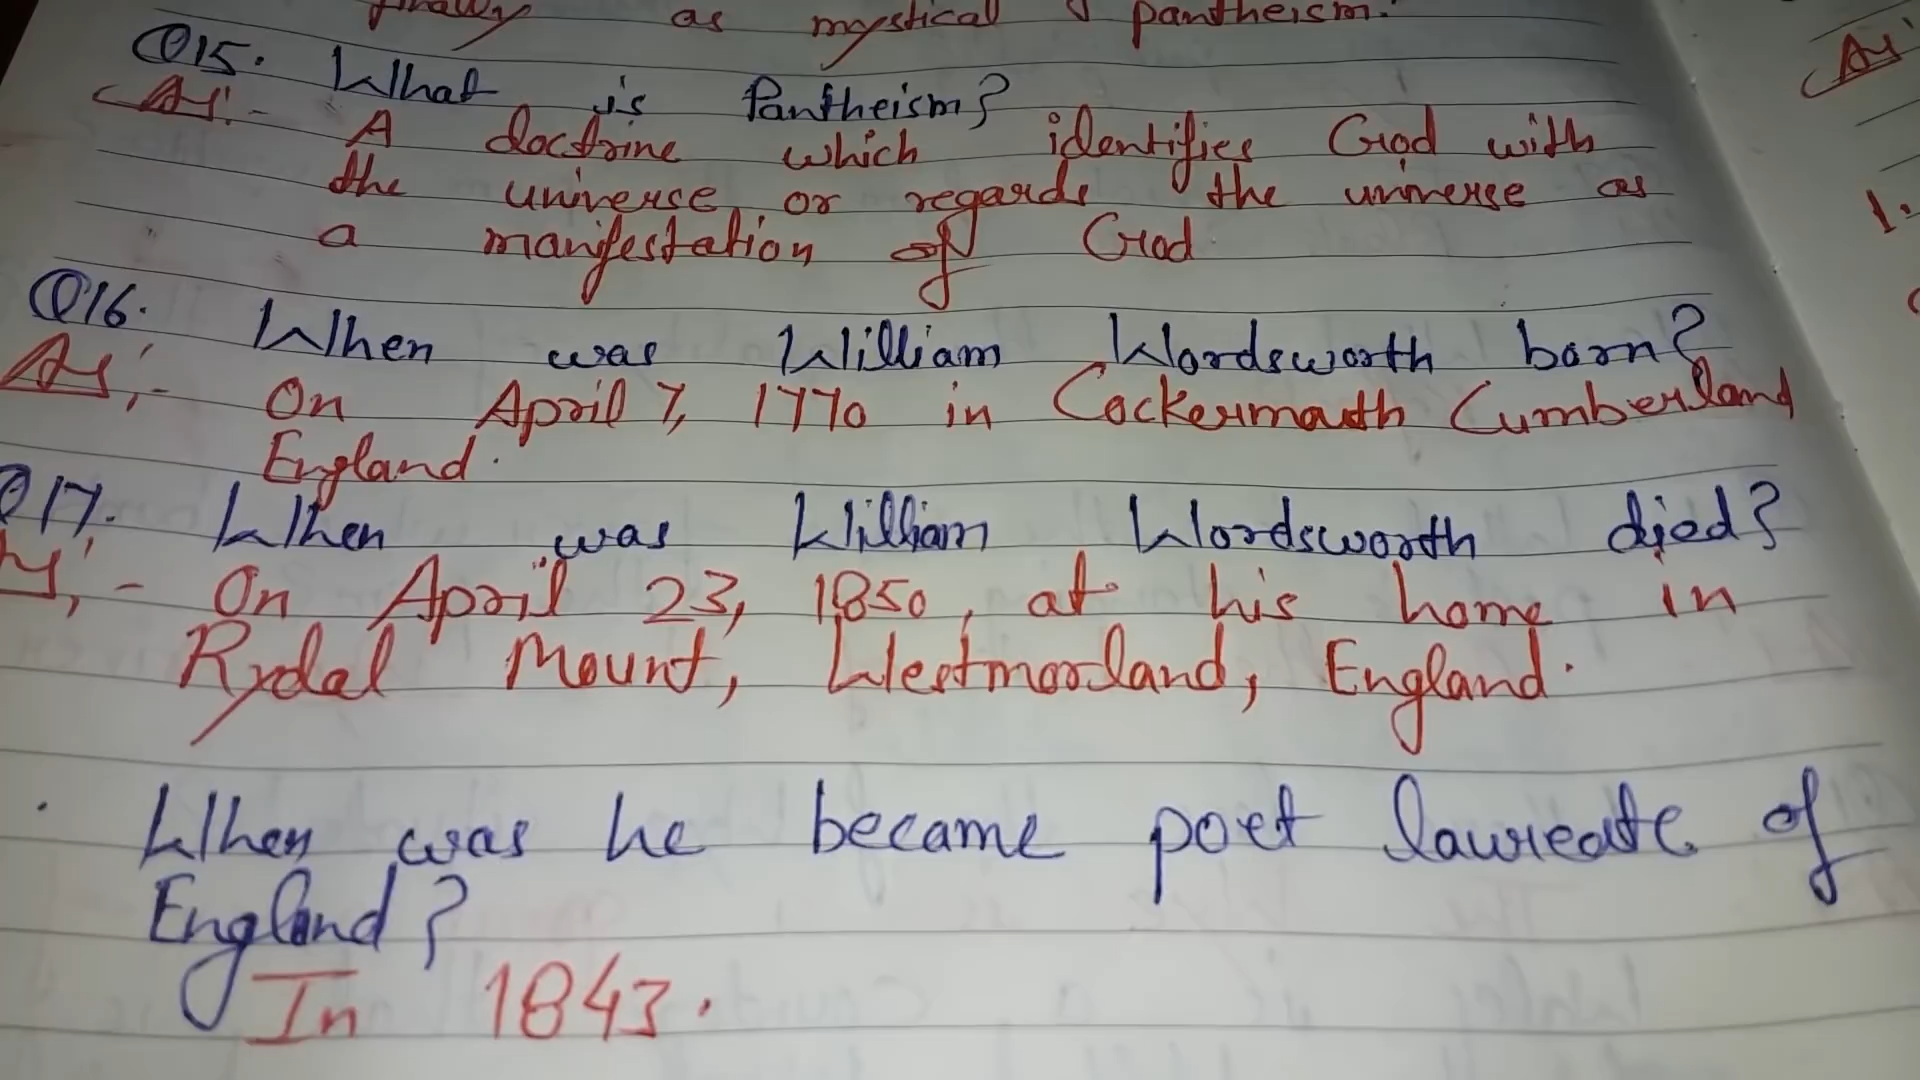 finally as mystical & pantheism.
Q15. What is Pantheism?
Ans:- A doctrine which identifies God with
the universe, or regards the universe as
a manifestation of God
Q16. When was William Wordsworth born?
Ans:- On April 7, 1770 in Cockermouth Cumberland
England.
Q17. When was William Wordsworth died?
On April 23, 1850, at his home in
Rydal Mount, Westmorland, England.
When was he became poet laureate of
England?
In 1843.